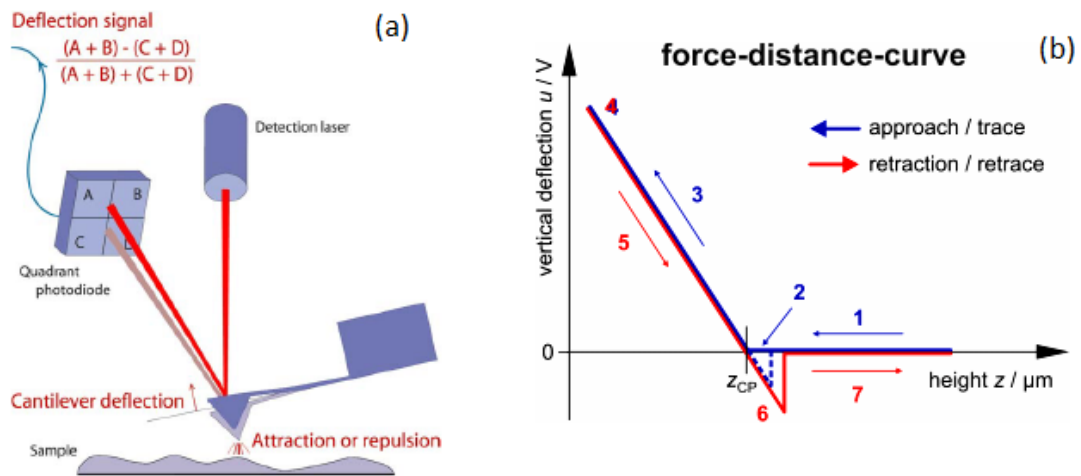 Deflection signal
(A + B) - (C + D)
(A + B) + (C + D)
(a)
Detection laser
A B
C D
Quadrant
photodiode
Cantilever deflection
Attraction or repulsion
Sample
force-distance-curve
(b)
vertical deflection u / V
4
approach / trace
retraction / retrace
3
5
2
1
0
zCP
7
height z / µm
6